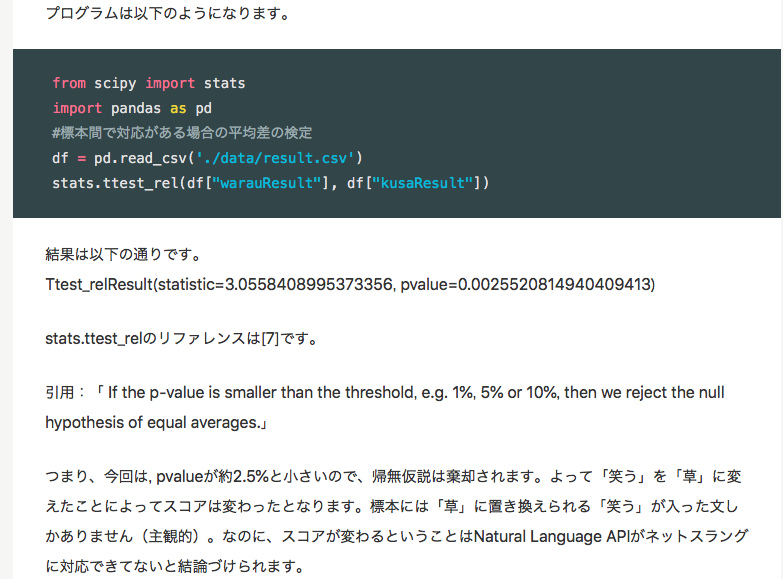 プログラムは以下のようになります。
from scipy import stats
import pandas as pd
#標本間で対応がある場合の平均差の検定
df = pd.read_csv('./data/result.csv')
stats.ttest_rel(df["warauResult"], df["kusaResult"])
結果は以下の通りです。
Ttest_relResult(statistic=3.0558408995373356, pvalue=0.0025520814940409413)
stats.ttest_relのリファレンスは[7]です。
引用：「 If the p-value is smaller than the threshold, e.g. 1%, 5% or 10%, then we reject the null
hypothesis of equal averages.」
つまり、今回は, pvalueが約2.5%と小さいので、帰無仮説は棄却されます。よって「笑う」を「草」に変
えたことによってスコアは変わったとなります。標本には「草」に置き換えられる「笑う」が入った文し
かありません（主観的）。なのに、スコアが変わるということはNatural Language APIがネットスラング
に対応できてないと結論づけられます。